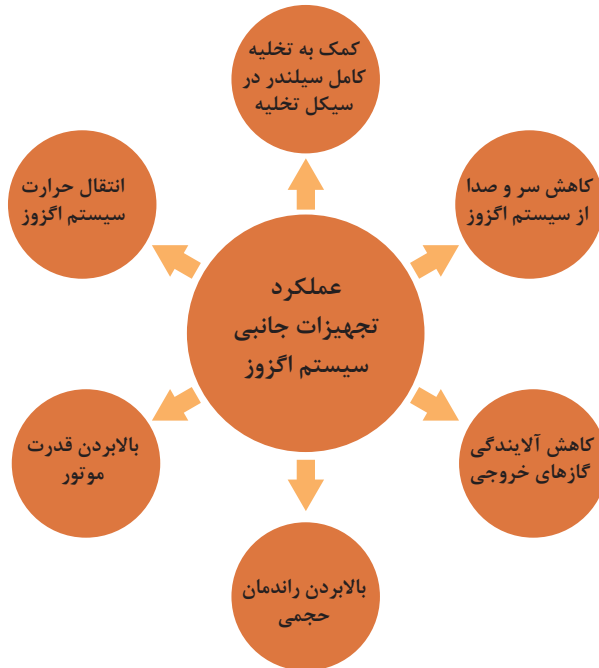 عملکرد
تجهیزات جانبی
سیستم اگزوز
کمک به تخلیه
کامل سیلندر در
سیکل تخلیه
کاهش سر و صدا
از سیستم اگزوز
کاهش آلایندگی
گازهای خروجی
بالابردن راندمان
حجمی
بالابردن قدرت
موتور
انتقال حرارت
سیستم اگزوز